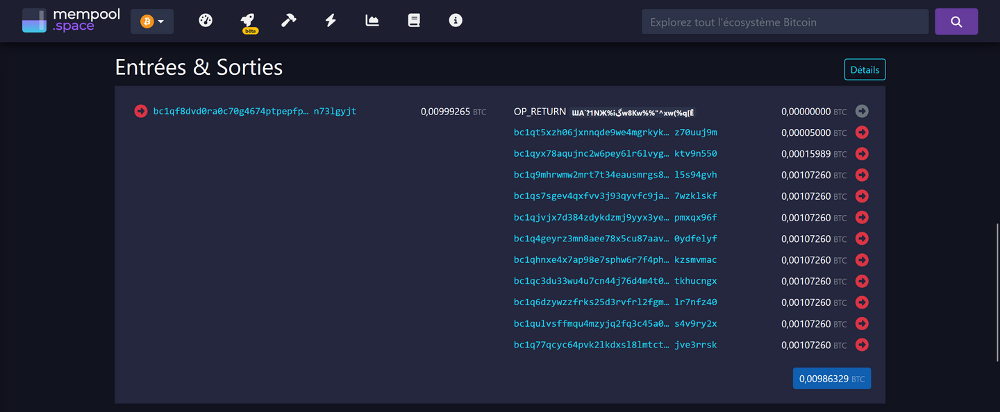 mempool
.space
bêta
Explorez tout l'écosystème Bitcoin
Entrées & Sorties
Détails
bc1qf8dvd0ra0c70g4674ptpepfp… n73lgyjt 0,00999265 BTC
OP_RETURN 0,00000000 BTC
bc1qt5xzh06jxnnqde9we4mgrkyk… z70uuj9m 0,00005000 BTC
bc1qyx78aqujnc2w6pey6lr6lvyg… ktv9n550 0,00015989 BTC
bc1q9mhrwmw2mrt7t34eausmrgs8… l5s94gvh 0,00107260 BTC
bc1qs7sgev4qxfvv3j93qyvfc9ja… 7wzklskf 0,00107260 BTC
bc1qjvjx7d384zdykdzmj9yyx3ye… pmxqx96f 0,00107260 BTC
bc1q4geyrz3mn8aee78x5cu87aav… 0ydfelyf 0,00107260 BTC
bc1qhnxe4x7ap98e7sphw6r7f4ph… kzsmvmac 0,00107260 BTC
bc1qc3du33wu4u7cn44j76d4m4t0… tkhucngx 0,00107260 BTC
bc1q6dzywzzfrks25d3rvfrl2fgm… lr7nfz40 0,00107260 BTC
bc1qulvsffmqu4mzyjq2fq3c45a0… s4v9ry2x 0,00107260 BTC
bc1q77qcyc64pvk2lkdxsl8lmtct… jve3rrsk 0,00107260 BTC
0,00986329 BTC